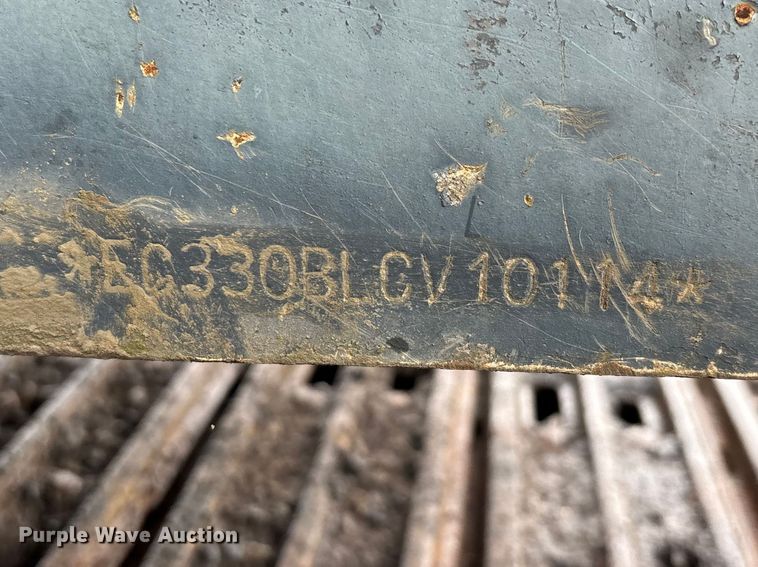 *EC330BLCV10114*
Purple Wave Auction